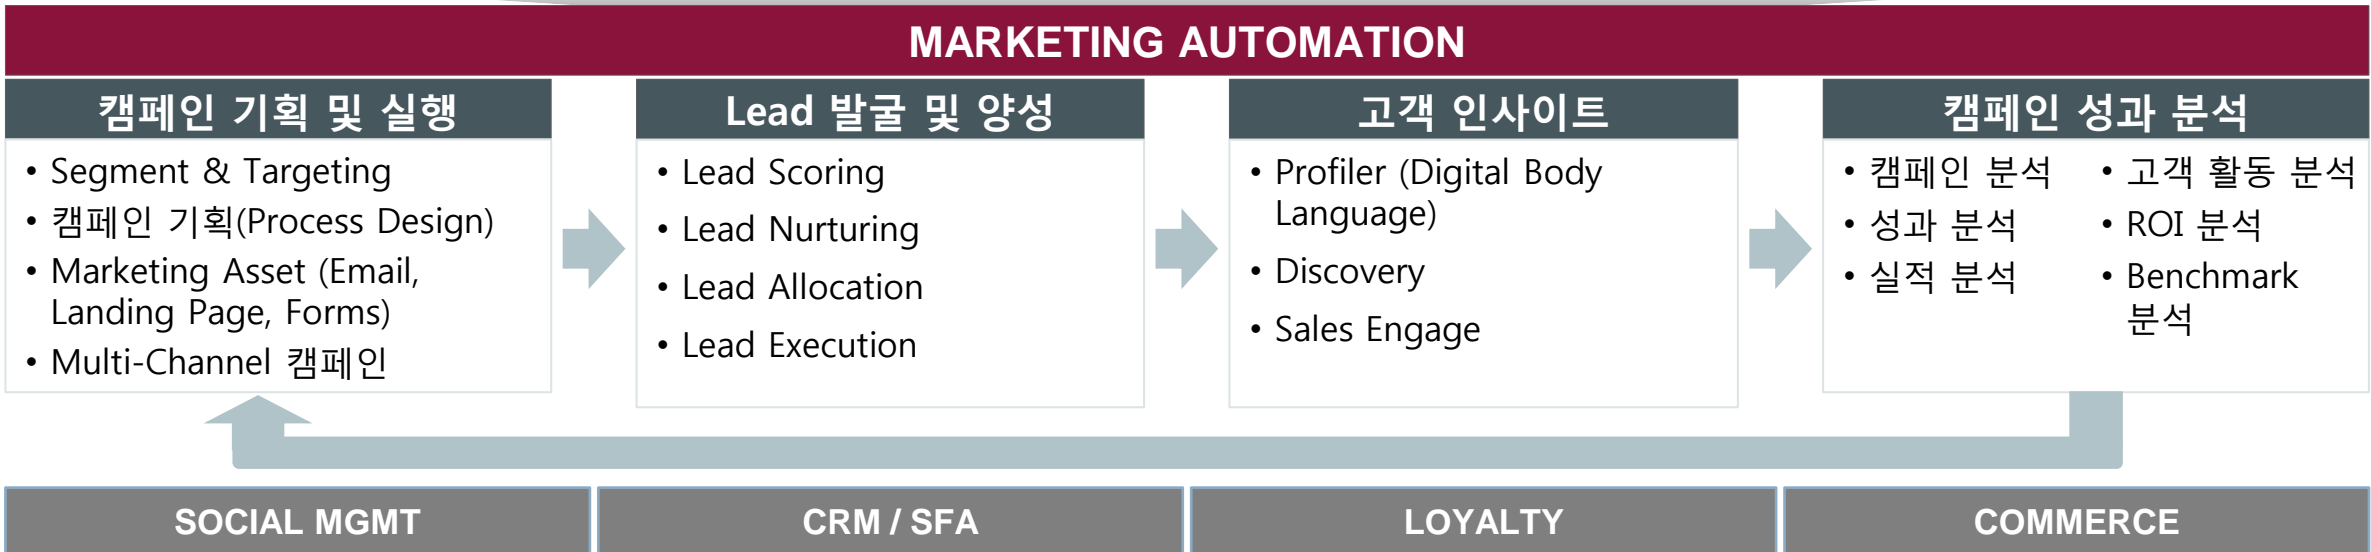 MARKETING AUTOMATION
캠페인 기획 및 실행
• Segment & Targeting
• 캠페인 기획(Process Design)
• Marketing Asset (Email,
Landing Page, Forms)
• Multi-Channel 캠페인
Lead 발굴 및 양성
• Lead Scoring
• Lead Nurturing
• Lead Allocation
• Lead Execution
고객 인사이트
• Profiler (Digital Body
Language)
• Discovery
• Sales Engage
캠페인 성과 분석
• 캠페인 분석
• 성과 분석
• 실적 분석
• 고객 활동 분석
• ROI 분석
• Benchmark
분석
SOCIAL MGMT
CRM / SFA
LOYALTY
COMMERCE